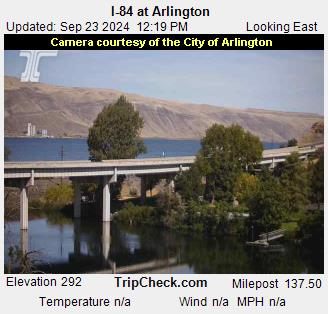 I-84 at Arlington
Updated: Sep 23 2024 12:19 PM Looking East
Camera courtesy of the City of Arlington
Elevation 292 TripCheck.com Milepost 137.50
Temperature n/a Wind n/a MPH n/a